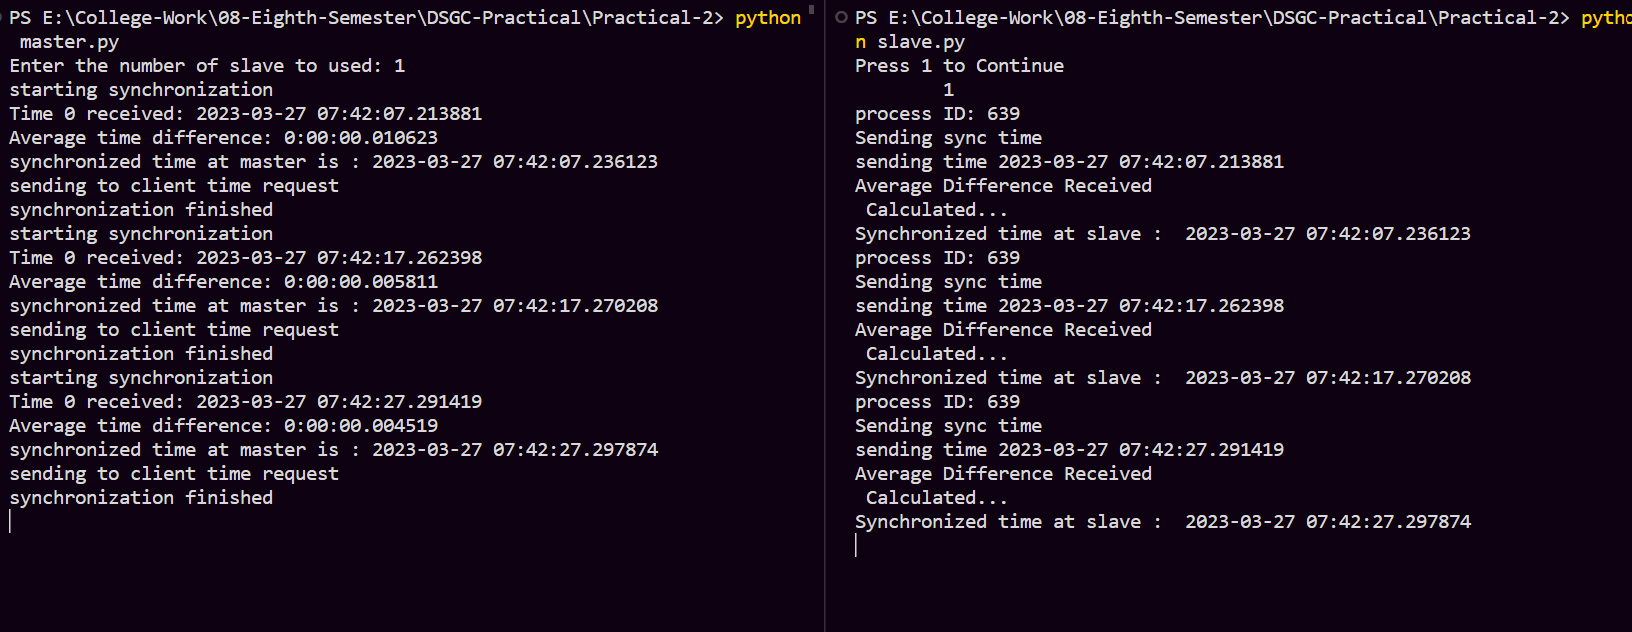 PS E:\College-Work\08-Eighth-Semester\DSGC-Practical\Practical-2> python
 master.py
Enter the number of slave to used: 1
starting synchronization
Time 0 received: 2023-03-27 07:42:07.213881
Average time difference: 0:00:00.010623
synchronized time at master is : 2023-03-27 07:42:07.236123
sending to client time request
synchronization finished
starting synchronization
Time 0 received: 2023-03-27 07:42:17.262398
Average time difference: 0:00:00.005811
synchronized time at master is : 2023-03-27 07:42:17.270208
sending to client time request
synchronization finished
starting synchronization
Time 0 received: 2023-03-27 07:42:27.291419
Average time difference: 0:00:00.004519
synchronized time at master is : 2023-03-27 07:42:27.297874
sending to client time request
synchronization finished
PS E:\College-Work\08-Eighth-Semester\DSGC-Practical\Practical-2> pytho
n slave.py
Press 1 to Continue
        1
process ID: 639
Sending sync time
sending time 2023-03-27 07:42:07.213881
Average Difference Received
 Calculated...
Synchronized time at slave :  2023-03-27 07:42:07.236123
process ID: 639
Sending sync time
sending time 2023-03-27 07:42:17.262398
Average Difference Received
 Calculated...
Synchronized time at slave :  2023-03-27 07:42:17.270208
process ID: 639
Sending sync time
sending time 2023-03-27 07:42:27.291419
Average Difference Received
 Calculated...
Synchronized time at slave :  2023-03-27 07:42:27.297874